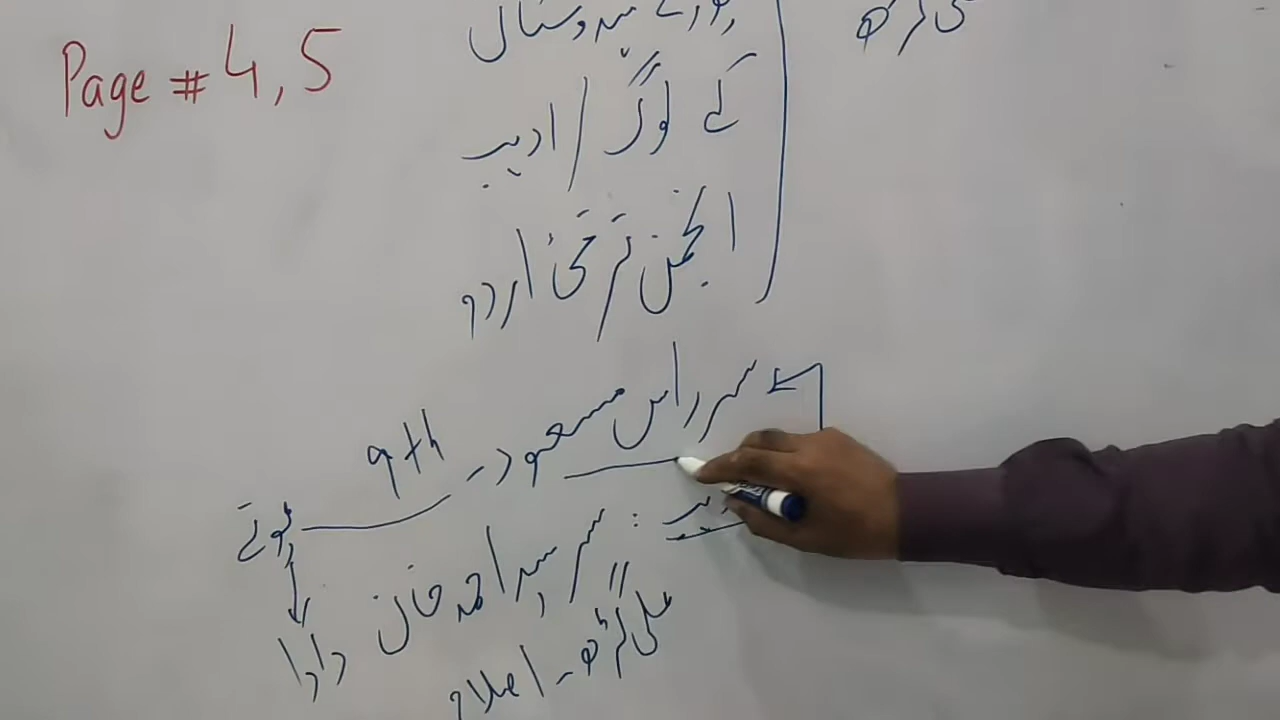 Page # 4, 5
ہندوستان
کے لوگ / ادیب
انجمن ترقی اردو
سر راس مسعود - 9th
پوتے
: سر سید احمد خان دادا
علی گڑھ -